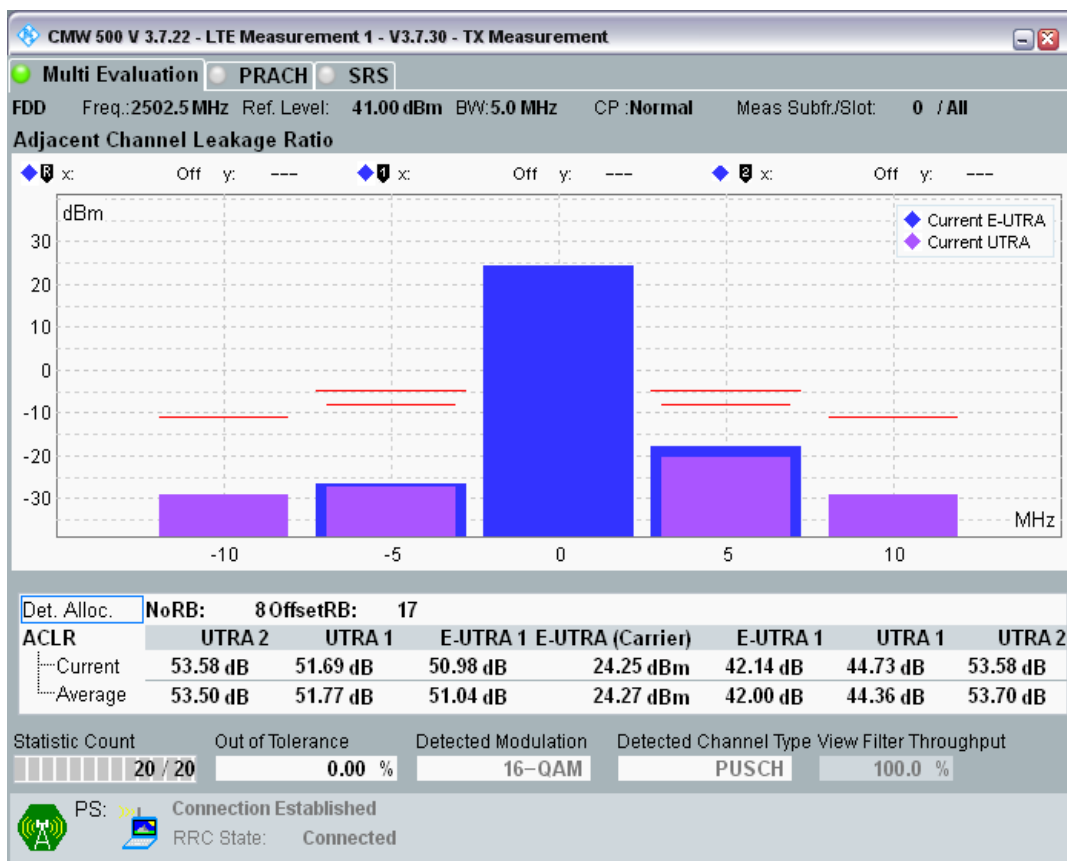 CMW 500 V 3.7.22 - LTE Measurement 1 - V3.7.30 - TX Measurement
Multi Evaluation PRACH SRS
FDD Freg.:2502.5 MHz Ref. Level: 41.00 dBm BW:5.0 MHz CP :Normal Meas Subfr./Slot: 0 / All
Adjacent Channel Leakage Ratio
R x: Off y: --- 1 x: Off y: --- 2 x: Off y: ---
dBm
Current E-UTRA
Current UTRA
30
20
10
0
-10
-20
-30
MHz
-10 -5 0 5 10
Det. Alloc. NoRB: 8 OffsetRB: 17
ACLR UTRA 2 UTRA 1 E-UTRA 1 E-UTRA (Carrier) E-UTRA 1 UTRA 1 UTRA 2
Current 53.58 dB 51.69 dB 50.98 dB 24.25 dBm 42.14 dB 44.73 dB 53.58 dB
Average 53.50 dB 51.77 dB 51.04 dB 24.27 dBm 42.00 dB 44.36 dB 53.70 dB
Statistic Count Out of Tolerance Detected Modulation Detected Channel Type View Filter Throughput
20 / 20 0.00 % 16-QAM PUSCH 100.0 %
PS: Connection Established
RRC State: Connected